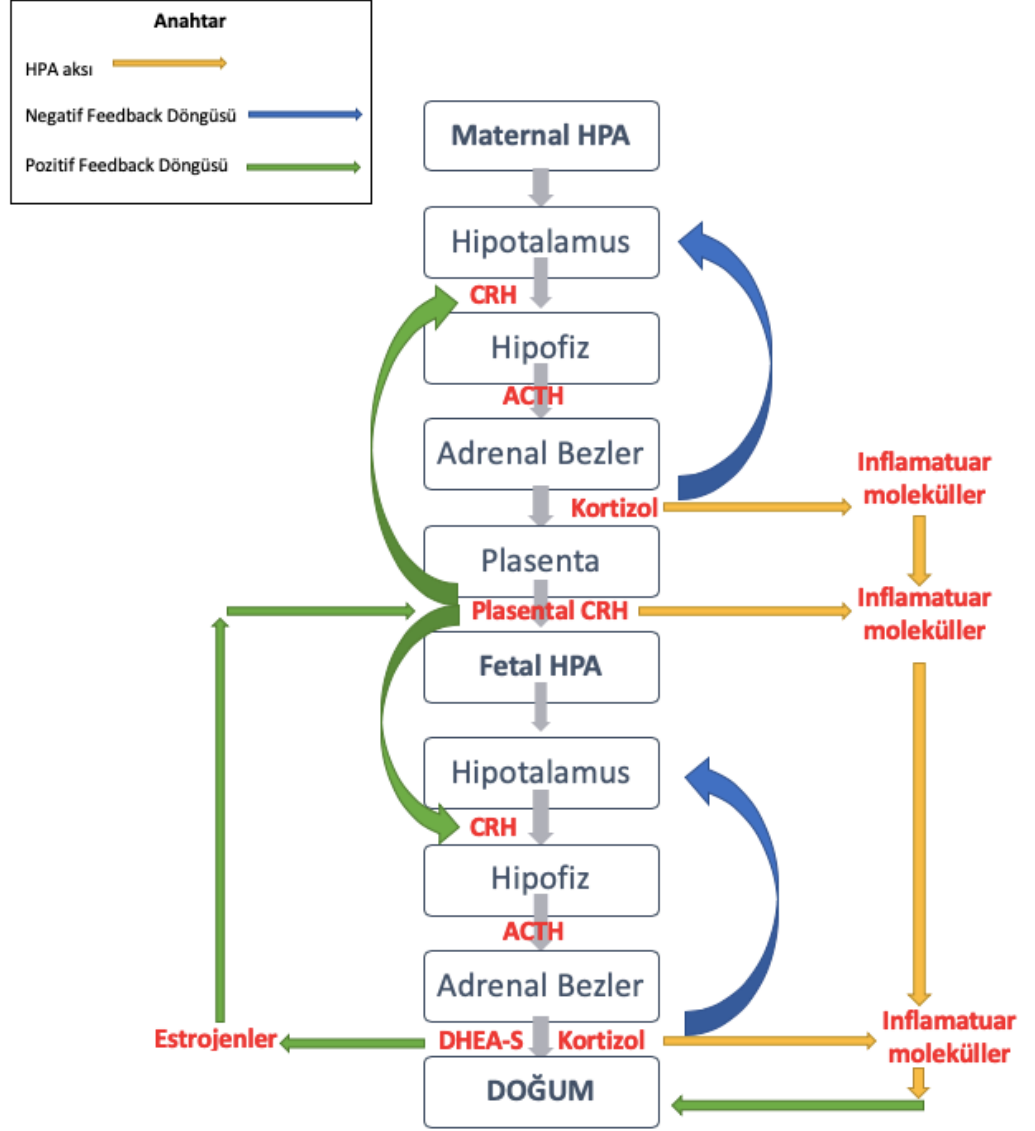 Anahtar
HPA aksı
Negatif Feedback Döngüsü
Pozitif Feedback Döngüsü
Maternal HPA
Hipotalamus
CRH
Hipofiz
ACTH
Adrenal Bezler
Kortizol
Inflamatuar
moleküller
Plasenta
Plasental CRH
Inflamatuar
moleküller
Fetal HPA
Hipotalamus
CRH
Hipofiz
ACTH
Adrenal Bezler
Estrojenler
DHEA-S
Kortizol
Inflamatuar
moleküller
DOĞUM